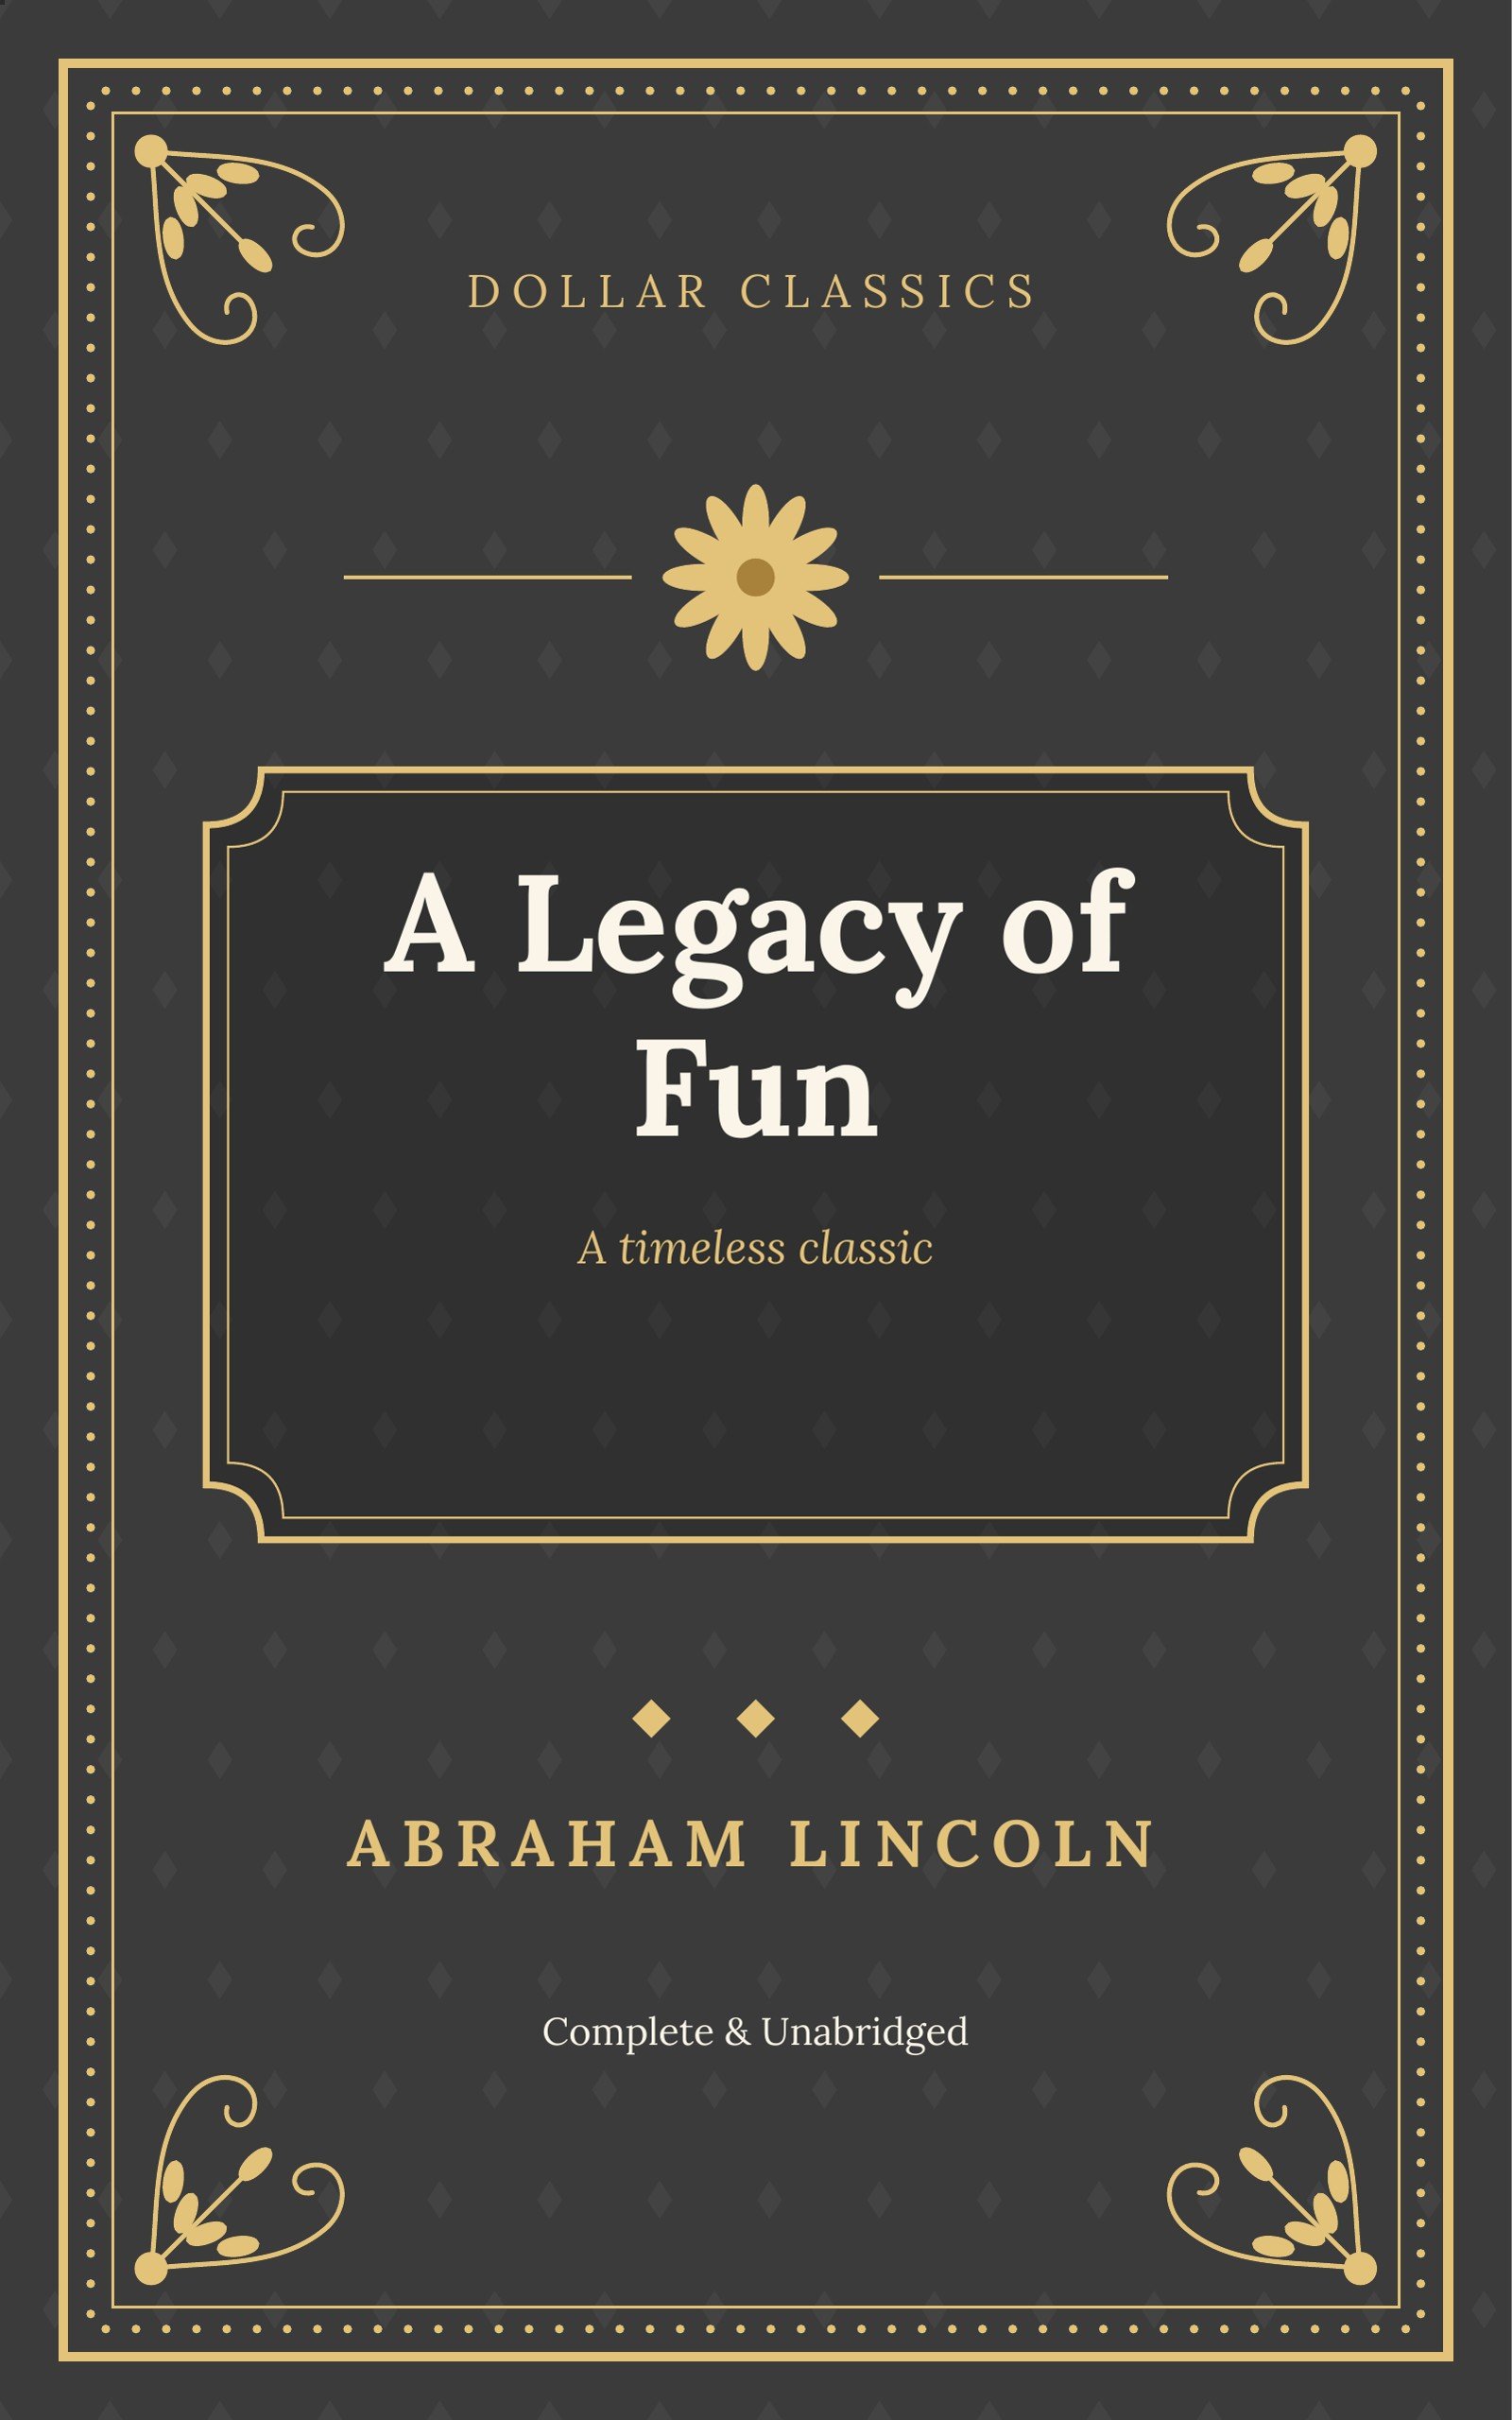 DOLLAR CLASSICS
A Legacy of
Fun
A timeless classic
ABRAHAM LINCOLN
Complete & Unabridged